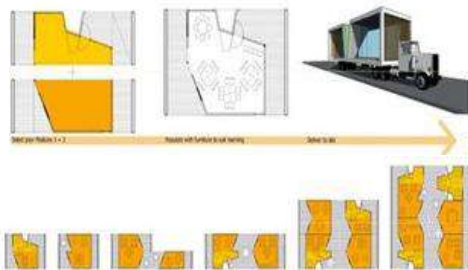 Select your Modules: 1 + 2
Populate with furniture to suit learning
Deliver to site